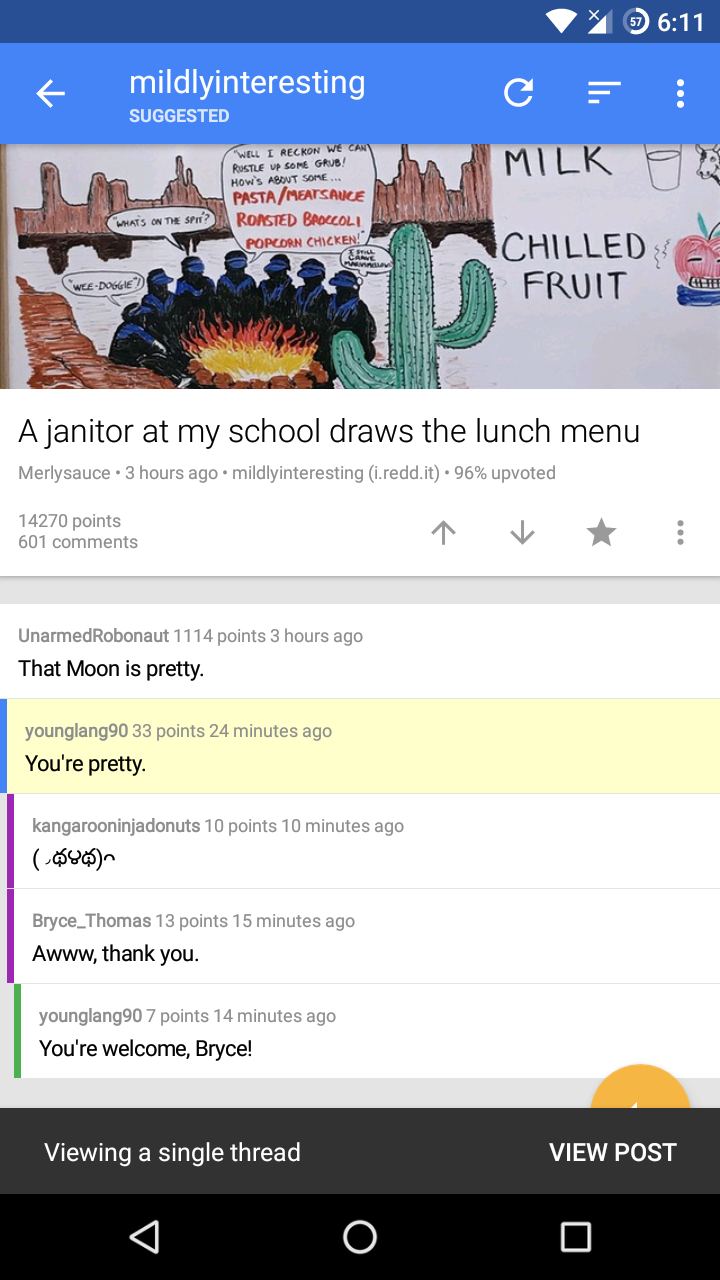 57 6:11
mildlyinteresting
SUGGESTED
"WELL I RECKON WE CAN
RUSTLE UP SOME GRUB!
HOW'S ABOUT SOME...
PASTA/MEATSAUCE
ROASTED BROCCOLI
POPCORN CHICKEN!"
"WHAT'S ON THE SPIT?"
"WEE-DOGGIE"!
I STILL
CRAVE
MARSHMELLOWS
MILK
CHILLED
FRUIT
A janitor at my school draws the lunch menu
Merlysauce • 3 hours ago • mildlyinteresting (i.redd.it) • 96% upvoted
14270 points
601 comments
UnarmedRobonaut 1114 points 3 hours ago
That Moon is pretty.
younglang90 33 points 24 minutes ago
You're pretty.
kangarooninjadonuts 10 points 10 minutes ago
Bryce_Thomas 13 points 15 minutes ago
Awww, thank you.
younglang90 7 points 14 minutes ago
You're welcome, Bryce!
Viewing a single thread
VIEW POST